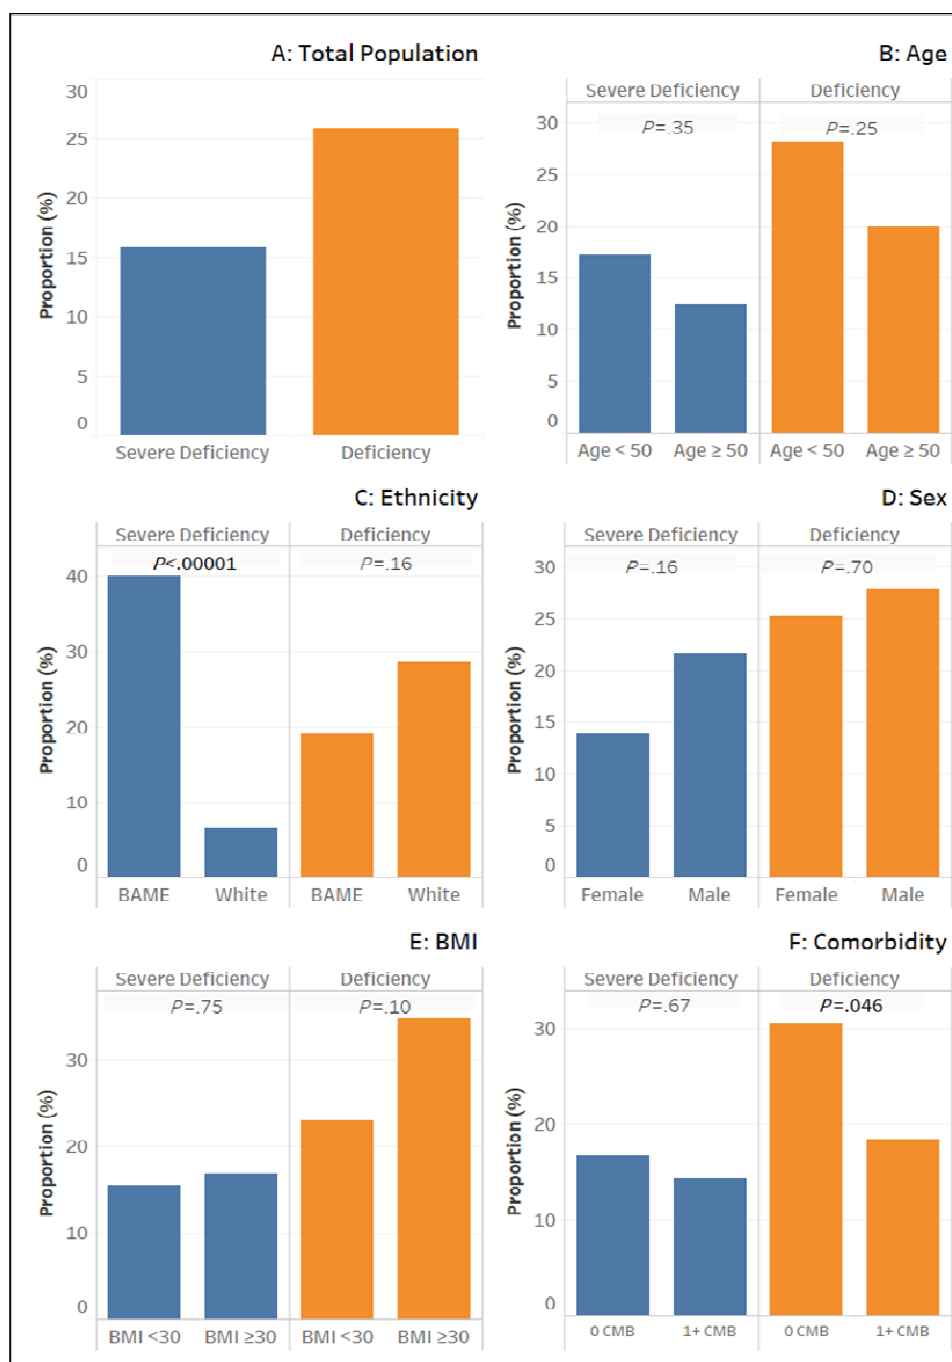 A: Total Population
30
25
20
15
10
5
0
Proportion (%)
Severe Deficiency
Deficiency
B: Age
Severe Deficiency
Deficiency
P=.35
P=.25
30
25
20
15
10
5
0
Proportion (%)
Age < 50
Age ≥ 50
Age < 50
Age ≥ 50
C: Ethnicity
Severe Deficiency
Deficiency
P<.00001
P=.16
40
30
20
10
0
Proportion (%)
BAME
White
BAME
White
D: Sex
Severe Deficiency
Deficiency
P=.16
P=.70
30
25
20
15
10
5
0
Proportion (%)
Female
Male
Female
Male
E: BMI
Severe Deficiency
Deficiency
P=.75
P=.10
30
20
10
0
Proportion (%)
BMI <30
BMI ≥30
BMI <30
BMI ≥30
F: Comorbidity
Severe Deficiency
Deficiency
P=.67
P=.046
30
20
10
0
Proportion (%)
0 CMB
1+ CMB
0 CMB
1+ CMB